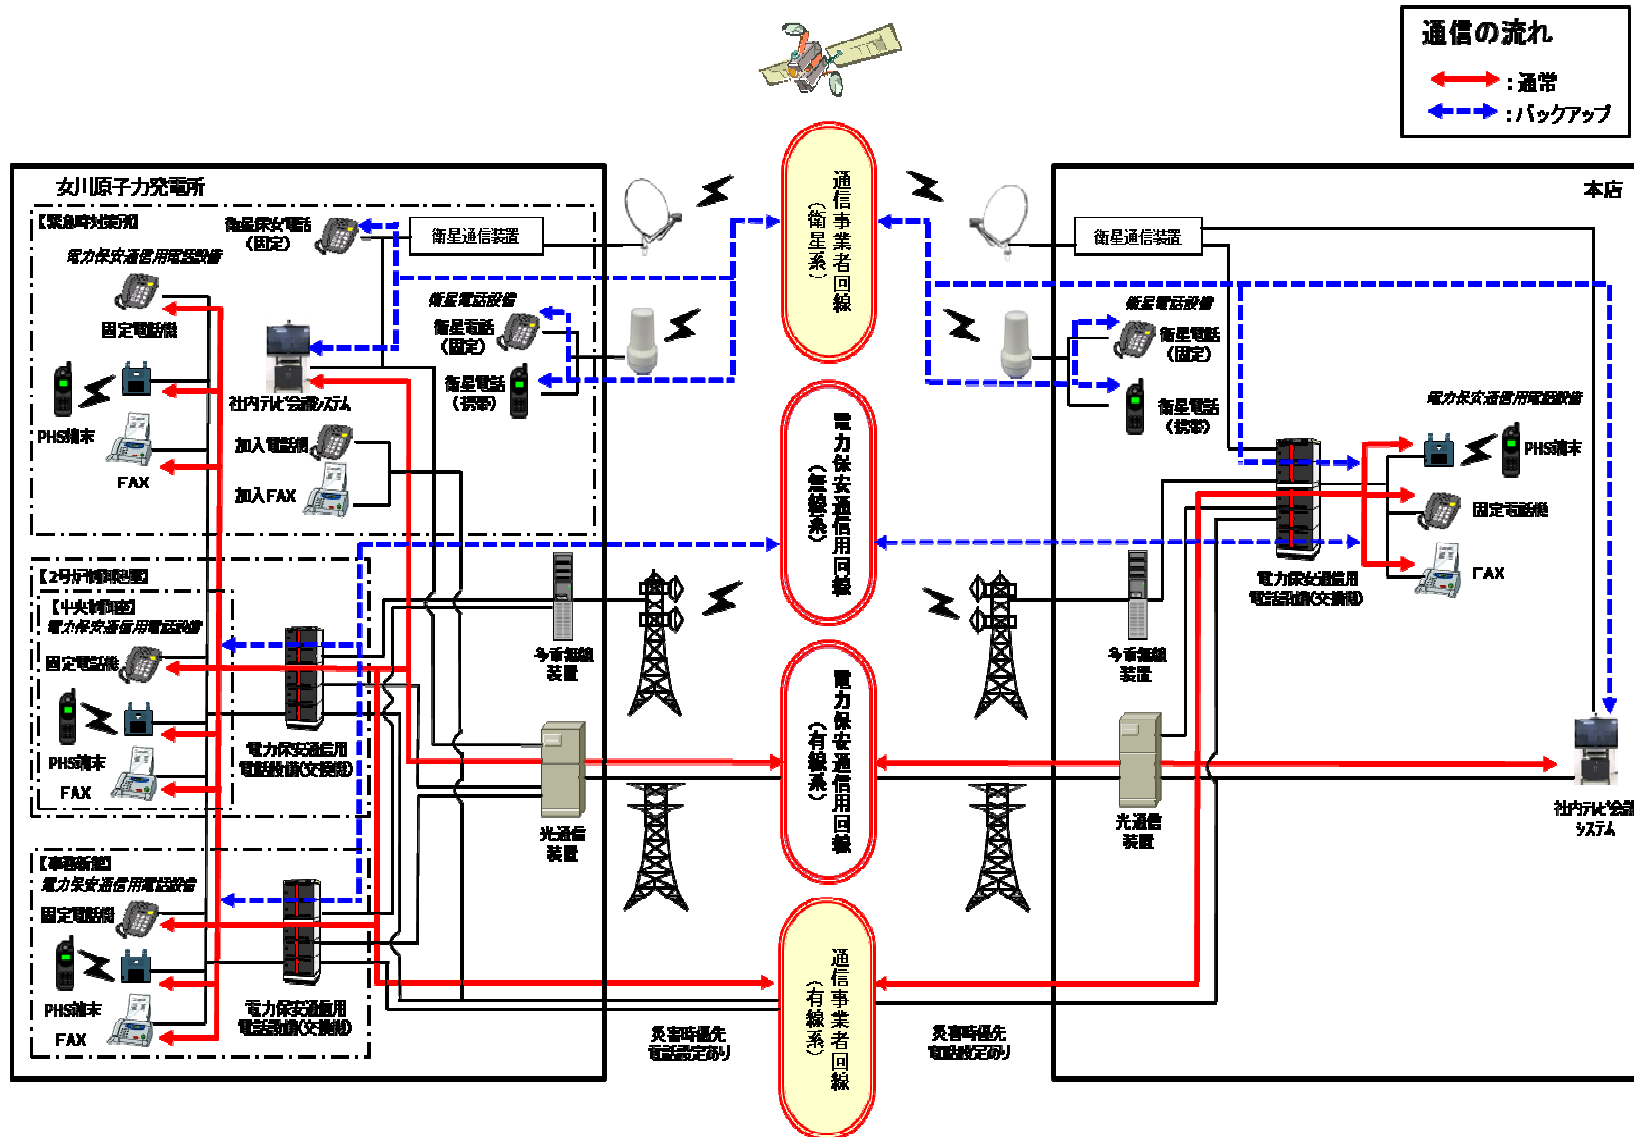 通信の流れ
：通常
：バックアップ
女川原子力発電所
【緊急時対策所】
電力保安通信用電話設備
固定電話機
PHS端末
FAX
衛星保安電話
（固定）
衛星通信装置
社内テレビ会議システム
衛星電話設備
衛星電話
（固定）
衛星電話
（携帯）
加入電話機
加入FAX
【中央制御室】
電力保安通信用電話設備
固定電話機
PHS端末
FAX
電力保安通信用
電話設備(交換機)
多重無線
装置
光通信
装置
【事務新館】
電力保安通信用電話設備
固定電話機
PHS端末
FAX
電力保安通信用
電話設備(交換機)
災害時優先
電話設定あり
通信事業者回線
（衛星系）
電力保安通信用回線
（無線系）
電力保安通信用回線
（有線系）
通信事業者回線
（有線系）
本店
衛星通信装置
衛星電話設備
衛星電話
（固定）
衛星電話
（携帯）
電力保安通信用電話設備
PHS端末
固定電話機
FAX
電力保安通信用
電話設備(交換機)
多重無線
装置
光通信
装置
社内テレビ会議
システム
災害時優先
電話設定あり